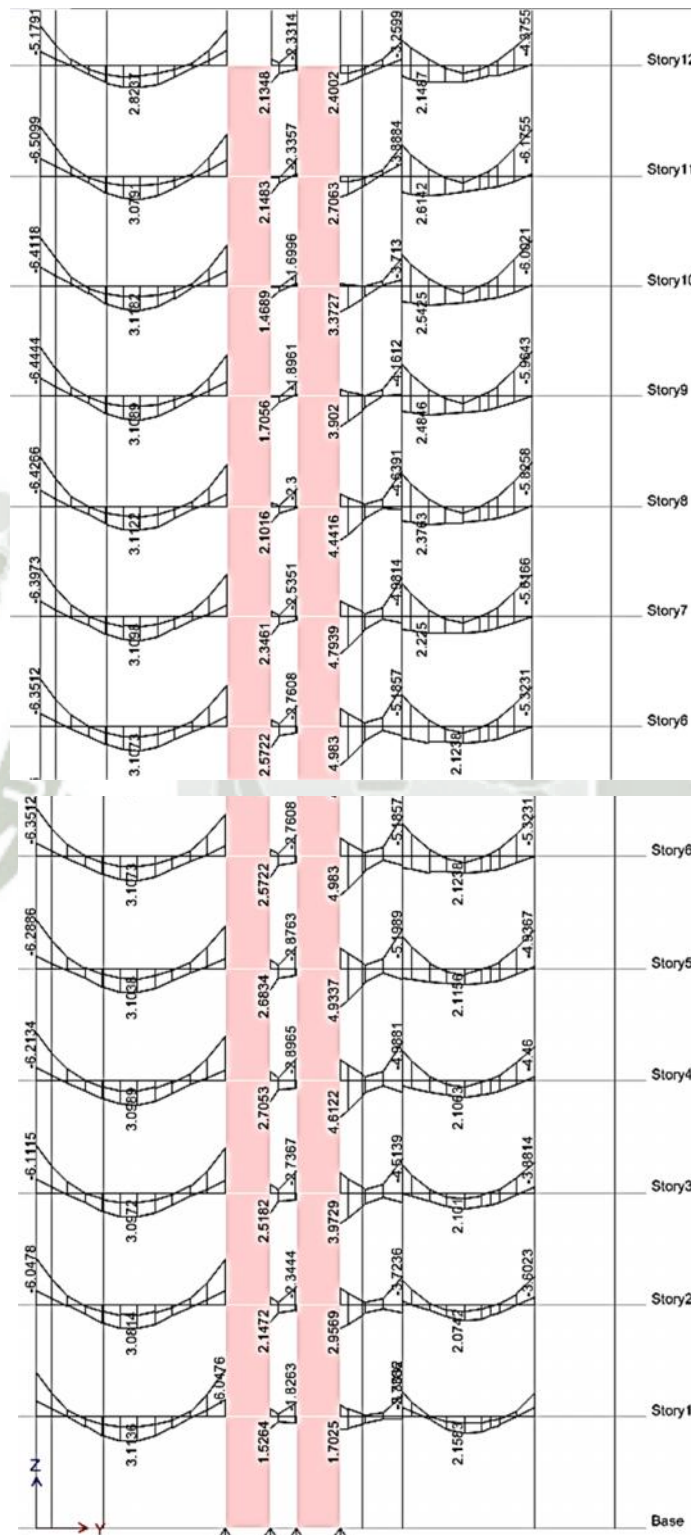 -5.1791 2.8237 2.1348 -2.3314 2.4002 -3.2599 2.1487 -4.3755 Story12
-6.5099 3.0791 2.1483 -2.3357 2.7063 -3.8884 2.6142 -6.1755 Story11
-6.4118 3.1182 1.4689 -1.6996 3.3727 -3.713 2.5425 -6.0921 Story10
-6.4444 3.1089 1.7056 -1.8961 3.902 -4.1612 2.4846 -5.9643 Story9
-6.4266 3.1122 2.1016 -2.3 4.4416 -4.6391 2.3763 -5.8258 Story8
-6.3973 3.1098 2.3461 -2.5351 4.7939 -4.9814 2.225 -5.6166 Story7
-6.3512 3.1073 2.5722 -2.7608 4.983 -5.1857 2.1238 -5.3231 Story6
-6.3512 3.1073 2.5722 -2.7608 4.983 -5.1857 2.1238 -5.3231 Story6
-6.2886 3.1038 2.6834 -2.8763 4.9337 -5.1989 2.1156 -4.9367 Story5
-6.2134 3.0989 2.7053 -2.8965 4.6122 -4.9881 2.1063 -4.46 Story4
-6.1115 3.0972 2.5182 -2.7367 3.9729 -4.5139 2.101 -3.8814 Story3
-6.0478 3.0814 2.1472 -2.3444 2.9569 -3.7236 2.0742 -3.6023 Story2
3.1136 6.0476 1.5264 -1.8263 1.7025 2.1583 Story1
Z
Y Base